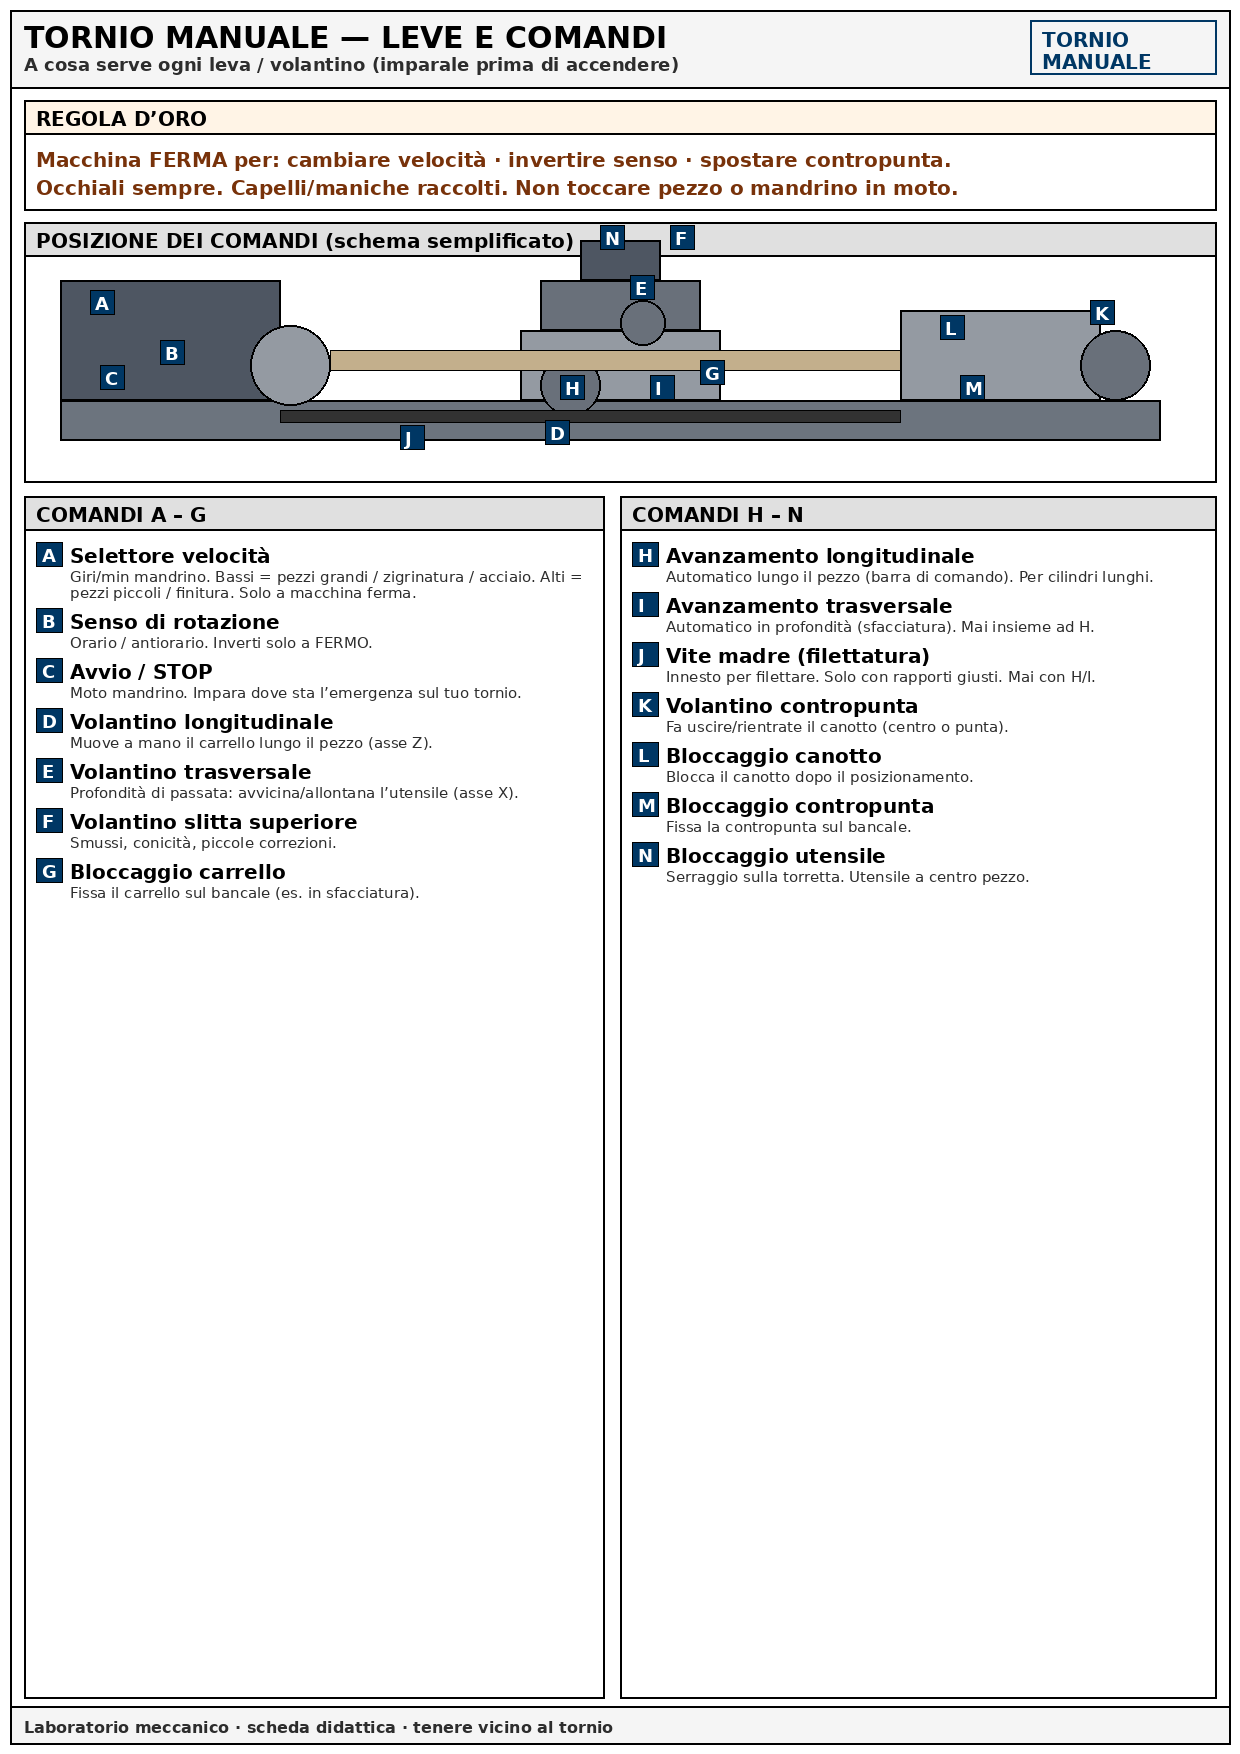 TORNIO MANUALE — LEVE E COMANDI
A cosa serve ogni leva / volantino (imparale prima di accendere)
TORNIO
MANUALE
REGOLA D’ORO
Macchina FERMA per: cambiare velocità · invertire senso · spostare contropunta.
Occhiali sempre. Capelli/maniche raccolti. Non toccare pezzo o mandrino in moto.
POSIZIONE DEI COMANDI (schema semplificato)
N
F
E
A
K
L
B
G
C
H
I
M
D
J
COMANDI A – G
A Selettore velocità
Giri/min mandrino. Bassi = pezzi grandi / zigrinatura / acciaio. Alti =
pezzi piccoli / finitura. Solo a macchina ferma.
B Senso di rotazione
Orario / antiorario. Inverti solo a FERMO.
C Avvio / STOP
Moto mandrino. Impara dove sta l’emergenza sul tuo tornio.
D Volantino longitudinale
Muove a mano il carrello lungo il pezzo (asse Z).
E Volantino trasversale
Profondità di passata: avvicina/allontana l’utensile (asse X).
F Volantino slitta superiore
Smussi, conicità, piccole correzioni.
G Bloccaggio carrello
Fissa il carrello sul bancale (es. in sfacciatura).
COMANDI H – N
H Avanzamento longitudinale
Automatico lungo il pezzo (barra di comando). Per cilindri lunghi.
I Avanzamento trasversale
Automatico in profondità (sfacciatura). Mai insieme ad H.
J Vite madre (filettatura)
Innesto per filettare. Solo con rapporti giusti. Mai con H/I.
K Volantino contropunta
Fa uscire/rientrate il canotto (centro o punta).
L Bloccaggio canotto
Blocca il canotto dopo il posizionamento.
M Bloccaggio contropunta
Fissa la contropunta sul bancale.
N Bloccaggio utensile
Serraggio sulla torretta. Utensile a centro pezzo.
Laboratorio meccanico · scheda didattica · tenere vicino al tornio